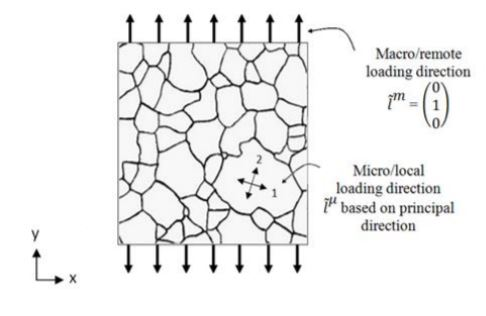 Macro/remote
loading direction
l̃ᵐ = (0 1 0)
2
1
Micro/local
loading direction
l̃ᵘ based on principal
direction
y
x